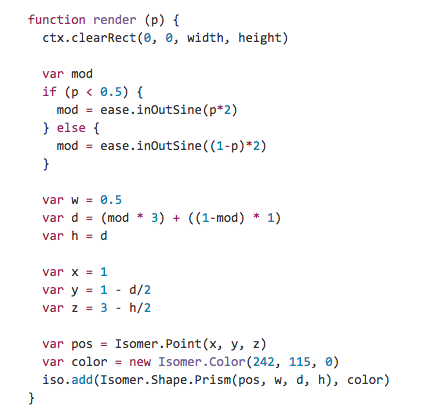 function render (p) {
  ctx.clearRect(0, 0, width, height)

  var mod
  if (p < 0.5) {
    mod = ease.inOutSine(p*2)
  } else {
    mod = ease.inOutSine((1-p)*2)
  }

  var w = 0.5
  var d = (mod * 3) + ((1-mod) * 1)
  var h = d

  var x = 1
  var y = 1 - d/2
  var z = 3 - h/2

  var pos = Isomer.Point(x, y, z)
  var color = new Isomer.Color(242, 115, 0)
  iso.add(Isomer.Shape.Prism(pos, w, d, h), color)
}